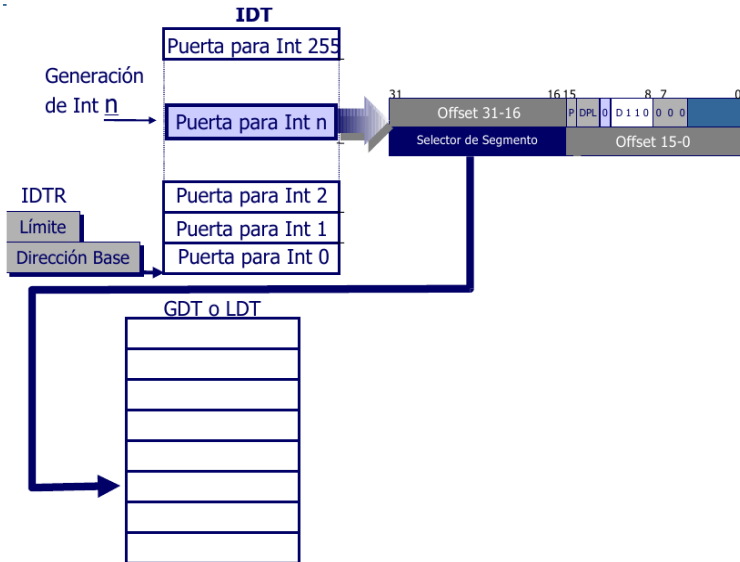 IDT
Puerta para Int 255
Generación
de Int n
Puerta para Int n
31 16 15 8 7 0
Offset 31-16 P DPL 0 D 1 1 0 0 0 0
Selector de Segmento Offset 15-0
IDTR
Límite
Dirección Base
Puerta para Int 2
Puerta para Int 1
Puerta para Int 0
GDT o LDT